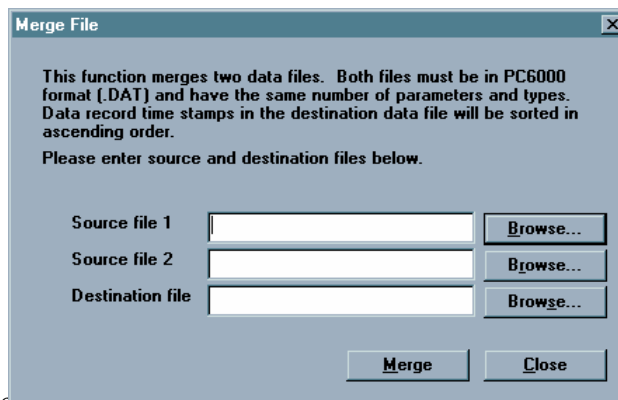 Merge File
This function merges two data files. Both files must be in PC6000
format (.DAT) and have the same number of parameters and types.
Data record time stamps in the destination data file will be sorted in
ascending order.
Please enter source and destination files below.
Source file 1 Browse...
Source file 2 Browse...
Destination file Browse...
Merge Close